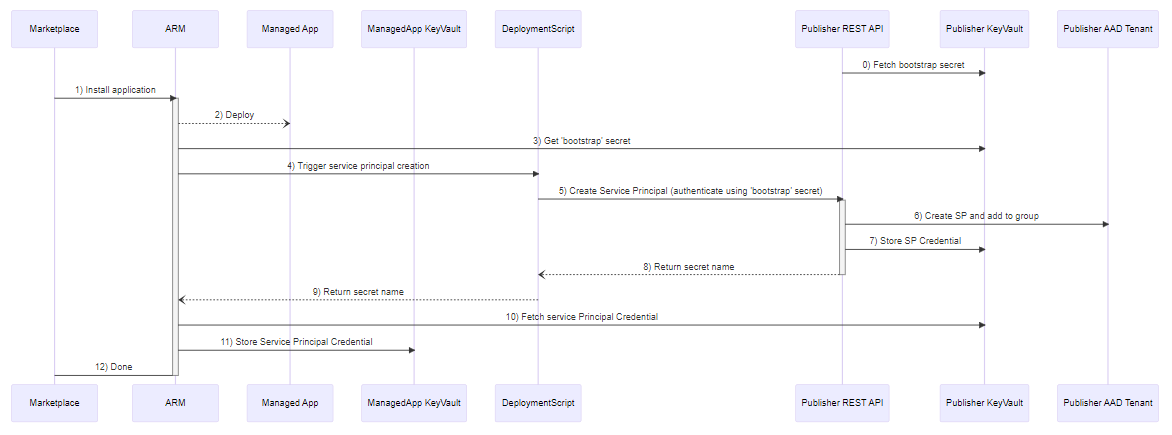 Marketplace
ARM
Managed App
ManagedApp KeyVault
DeploymentScript
Publisher REST API
Publisher KeyVault
Publisher AAD Tenant
0) Fetch bootstrap secret
1) Install application
2) Deploy
3) Get 'bootstrap' secret
4) Trigger service principal creation
5) Create Service Principal (authenticate using 'bootstrap' secret)
6) Create SP and add to group
7) Store SP Credential
8) Return secret name
9) Return secret name
10) Fetch service Principal Credential
11) Store Service Principal Credential
12) Done
Marketplace
ARM
Managed App
ManagedApp KeyVault
DeploymentScript
Publisher REST API
Publisher KeyVault
Publisher AAD Tenant